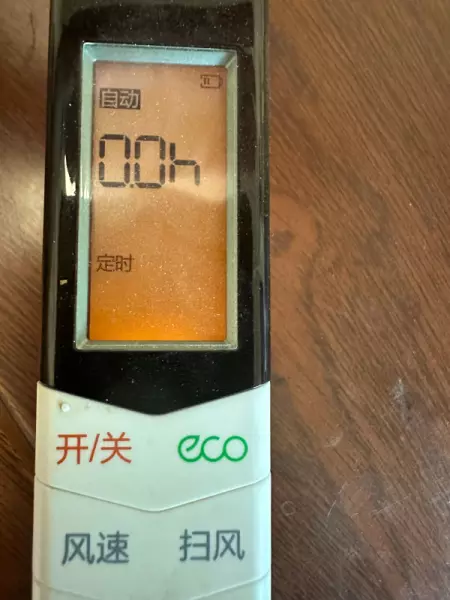 自动
0.0h
定时
开/关 eco
风速 扫风